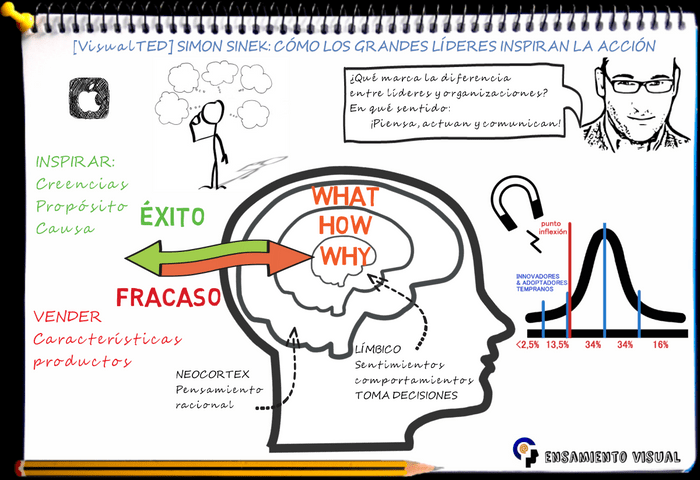 [VisualTED] SIMON SINEK: CÓMO LOS GRANDES LÍDERES INSPIRAN LA ACCIÓN
¿Qué marca la diferencia
entre líderes y organizaciones?
En qué sentido:
¡Piensa, actuan y comunican!
INSPIRAR:
Creencias
Propósito
Causa
ÉXITO
FRACASO
VENDER
Características
productos
WHAT
HOW
WHY
NEOCORTEX
Pensamiento
racional
LÍMBICO
Sentimientos
comportamientos
TOMA DECISIONES
punto
inflexión
INNOVADORES
& ADOPTADORES
TEMPRANOS
<2,5% 13,5% 34% 34% 16%
PENSAMIENTO VISUAL